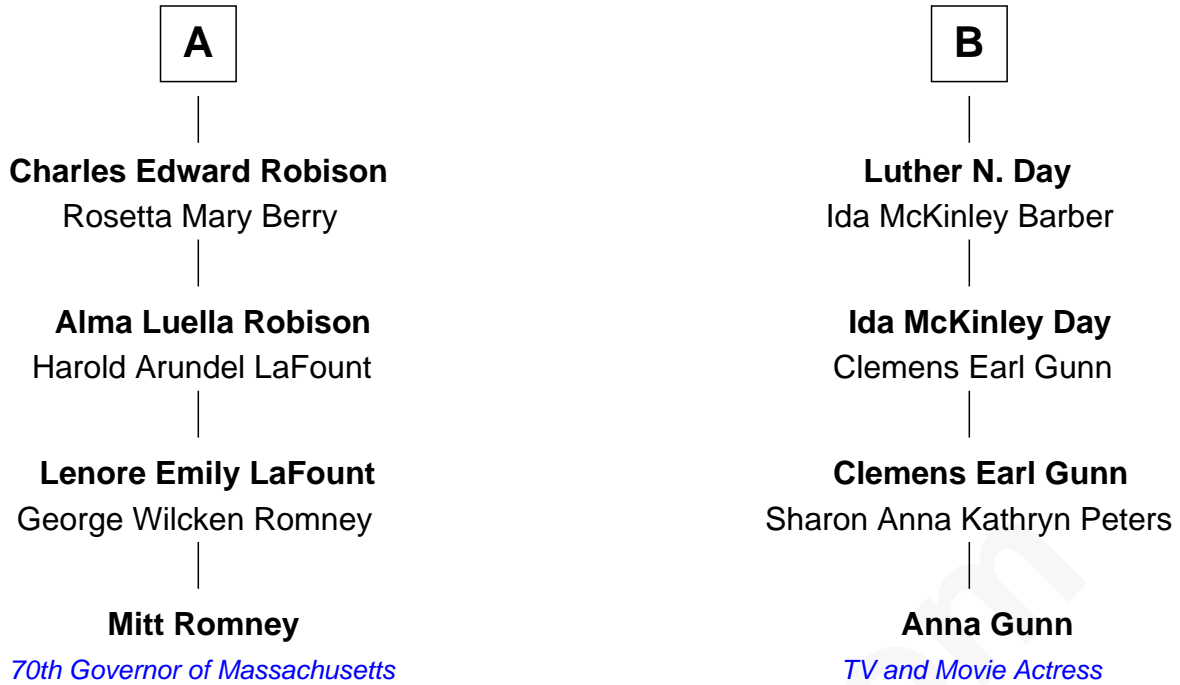 A
Charles Edward Robison
Rosetta Mary Berry
Alma Luella Robison
Harold Arundel LaFount
Lenore Emily LaFount
George Wilcken Romney
Mitt Romney
70th Governor of Massachusetts
B
Luther N. Day
Ida McKinley Barber
Ida McKinley Day
Clemens Earl Gunn
Clemens Earl Gunn
Sharon Anna Kathryn Peters
Anna Gunn
TV and Movie Actress